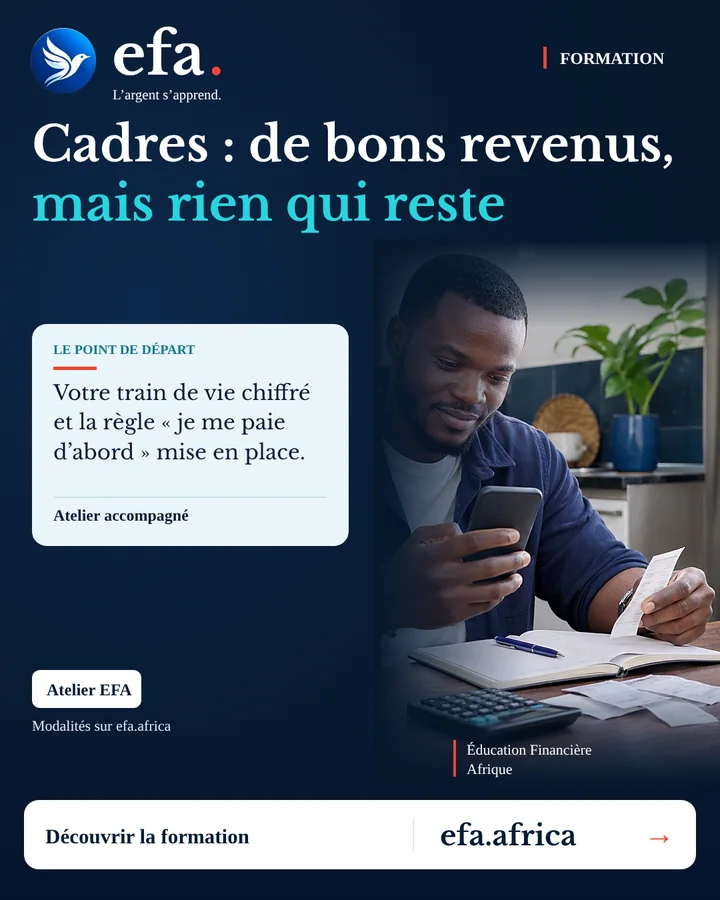 efa.
L’argent s’apprend.
FORMATION
Cadres : de bons revenus,
mais rien qui reste
LE POINT DE DÉPART
Votre train de vie chiffré
et la règle « je me paie
d’abord » mise en place.
Atelier accompagné
Atelier EFA
Modalités sur efa.africa
Éducation Financière
Afrique
Découvrir la formation
efa.africa →